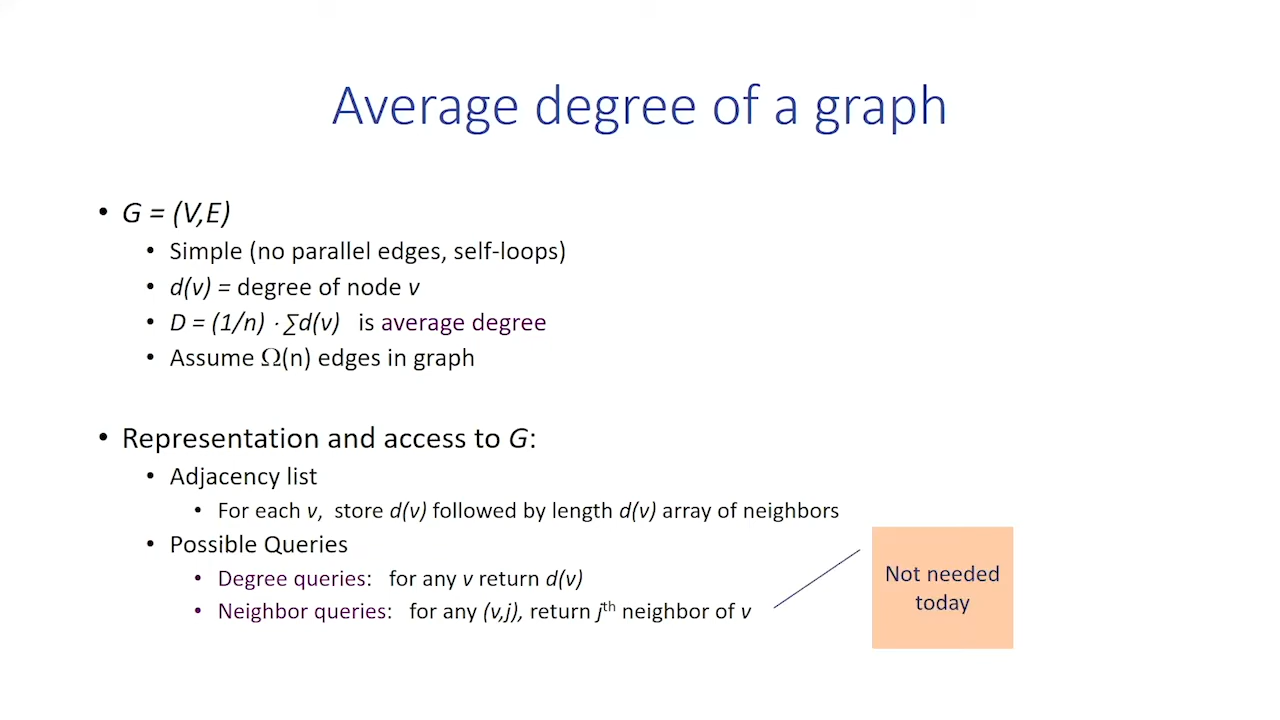 Average degree of a graph
• G = (V,E)
• Simple (no parallel edges, self-loops)
• d(v) = degree of node v
• D = (1/n) · ∑d(v) is average degree
• Assume Ω(n) edges in graph
• Representation and access to G:
• Adjacency list
• For each v, store d(v) followed by length d(v) array of neighbors
• Possible Queries
• Degree queries: for any v return d(v)
• Neighbor queries: for any (v,j), return jth neighbor of v
Not needed
today